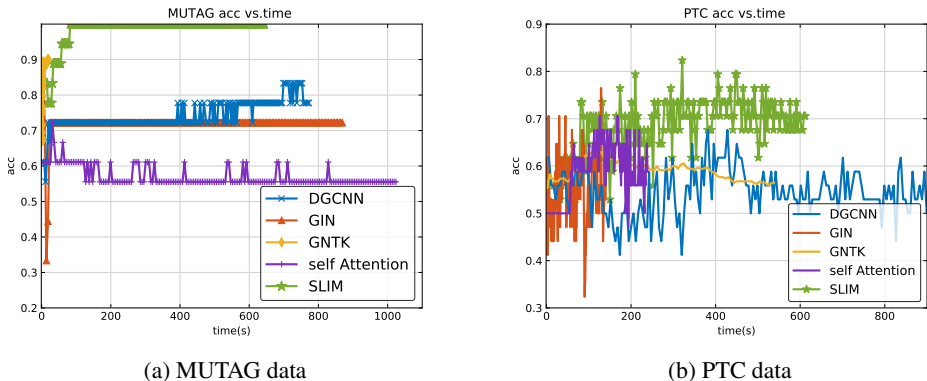 MUTAG acc vs.time
acc
0.9
0.8
0.7
0.6
0.5
0.4
0.3
0 200 400 600 800 1000
time(s)
DGCNN
GIN
GNTK
self Attention
SLIM
(a) MUTAG data
PTC acc vs.time
acc
0.9
0.8
0.7
0.6
0.5
0.4
0.3
0.2
0 200 400 600 800
time(s)
DGCNN
GIN
GNTK
self Attention
SLIM
(b) PTC data